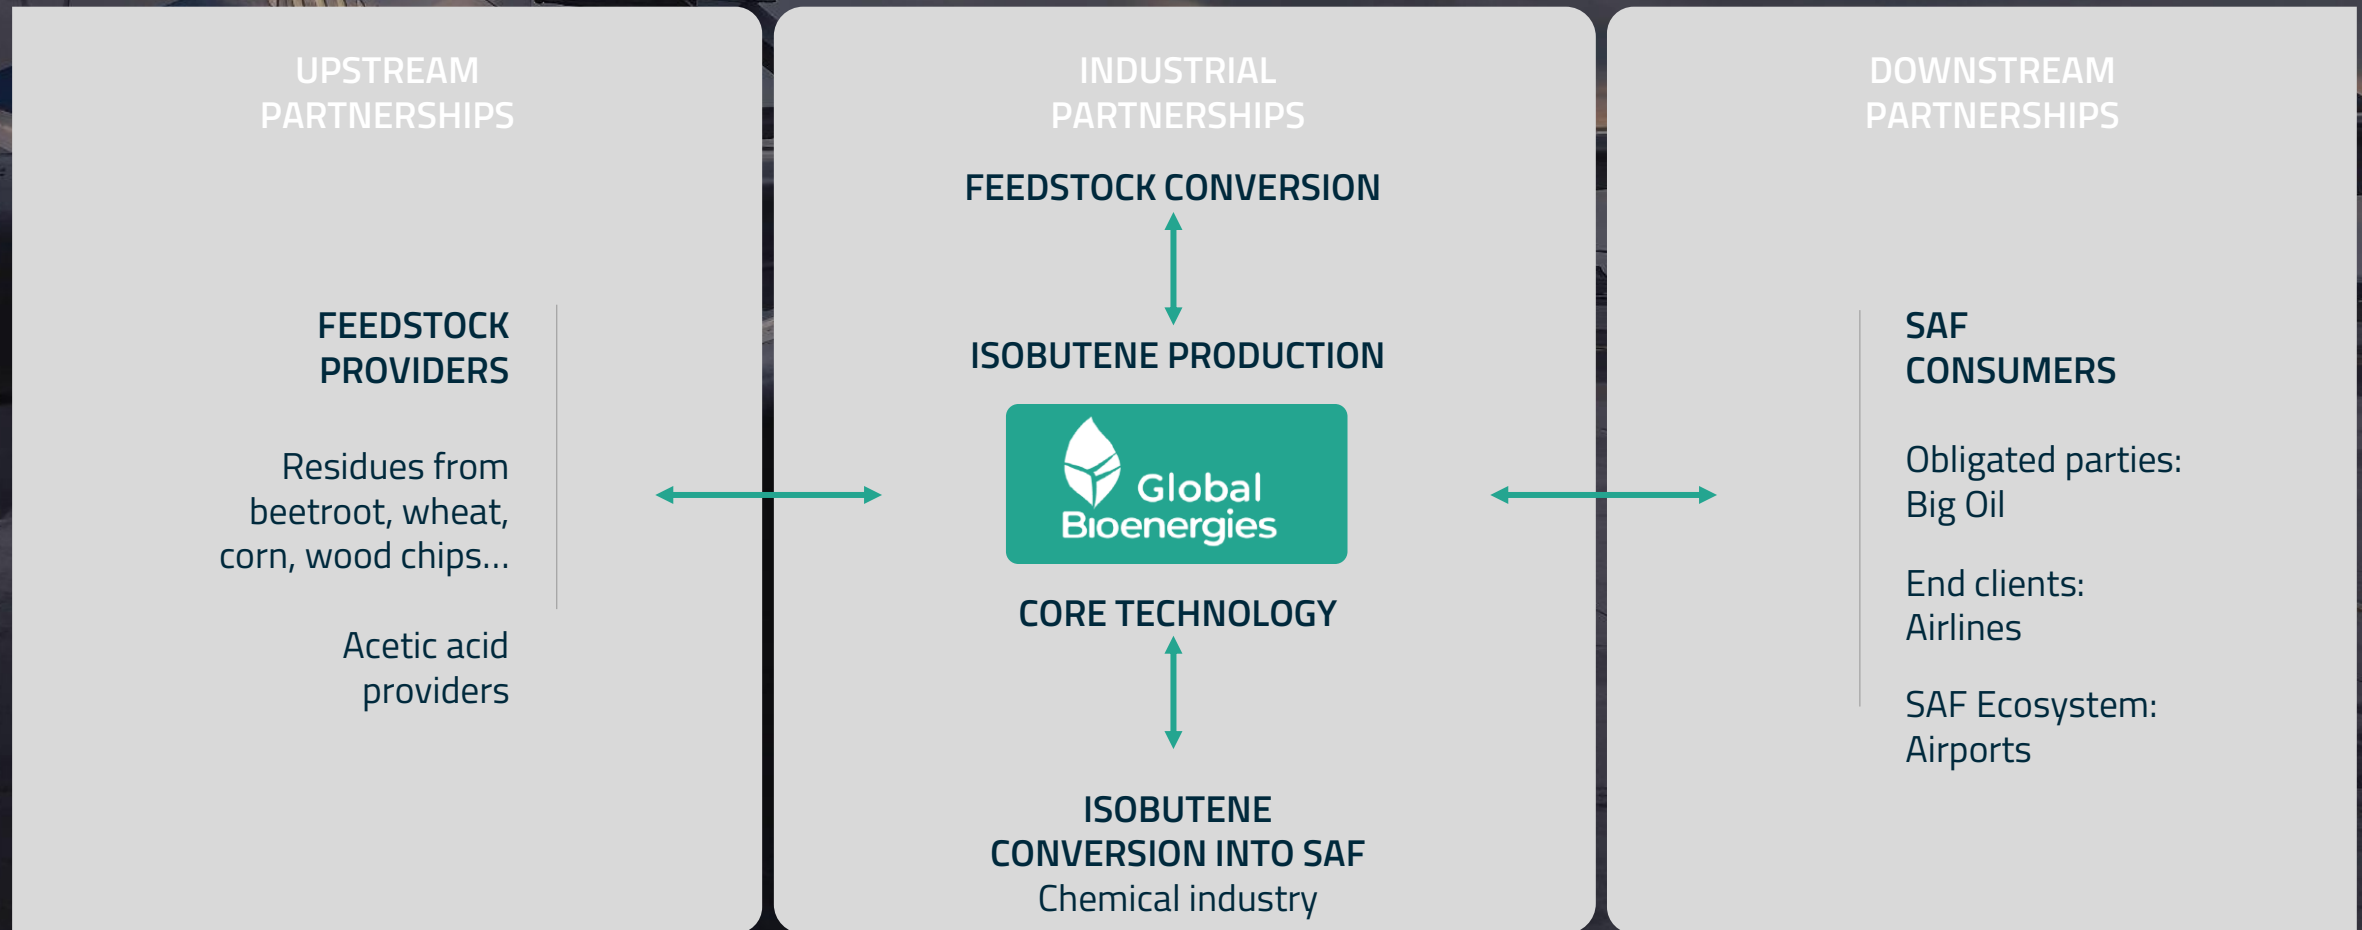 UPSTREAM
PARTNERSHIPS
FEEDSTOCK
PROVIDERS
Residues from
beetroot, wheat,
corn, wood chips...
Acetic acid
providers
INDUSTRIAL
PARTNERSHIPS
FEEDSTOCK CONVERSION
ISOBUTENE PRODUCTION
Global
Bioenergies
CORE TECHNOLOGY
ISOBUTENE
CONVERSION INTO SAF
Chemical industry
DOWNSTREAM
PARTNERSHIPS
SAF
CONSUMERS
Obligated parties:
Big Oil
End clients:
Airlines
SAF Ecosystem:
Airports